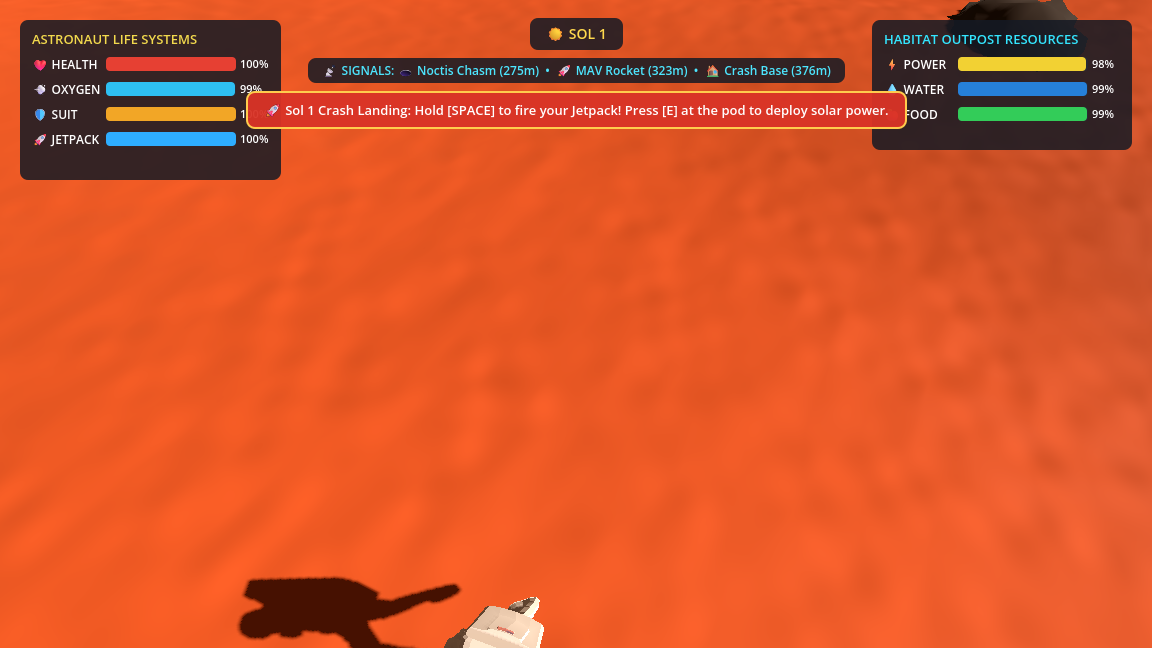 SOL 1
SIGNALS: Noctis Chasm (275m) • MAV Rocket (323m) • Crash Base (376m)
Sol 1 Crash Landing: Hold [SPACE] to fire your Jetpack! Press [E] at the pod to deploy solar power.
ASTRONAUT LIFE SYSTEMS
HEALTH 100%
OXYGEN 99%
SUIT
JETPACK 100%
HABITAT OUTPOST RESOURCES
POWER 98%
WATER 99%
FOOD 99%